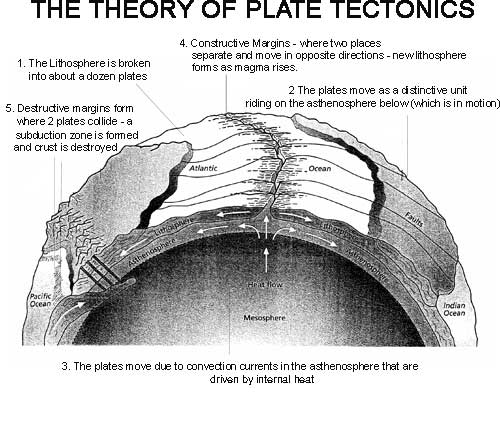 THE THEORY OF PLATE TECTONICS
4. Constructive Margins - where two places
separate and move in opposite directions - new lithosphere
forms as magma rises.
1. The Lithosphere is broken
into about a dozen plates
2 The plates move as a distinctive unit
riding on the asthenosphere below (which is in motion)
5. Destructive margins form
where 2 plates collide - a
subduction zone is formed
and crust is destroyed
Atlantic
Ocean
Faults
Lithosphere
Asthenosphere
Lithosphere
Asthenosphere
Pacific
Ocean
Heat flow
Mesosphere
Indian
Ocean
3. The plates move due to convection currents in the asthenosphere that are
driven by internal heat